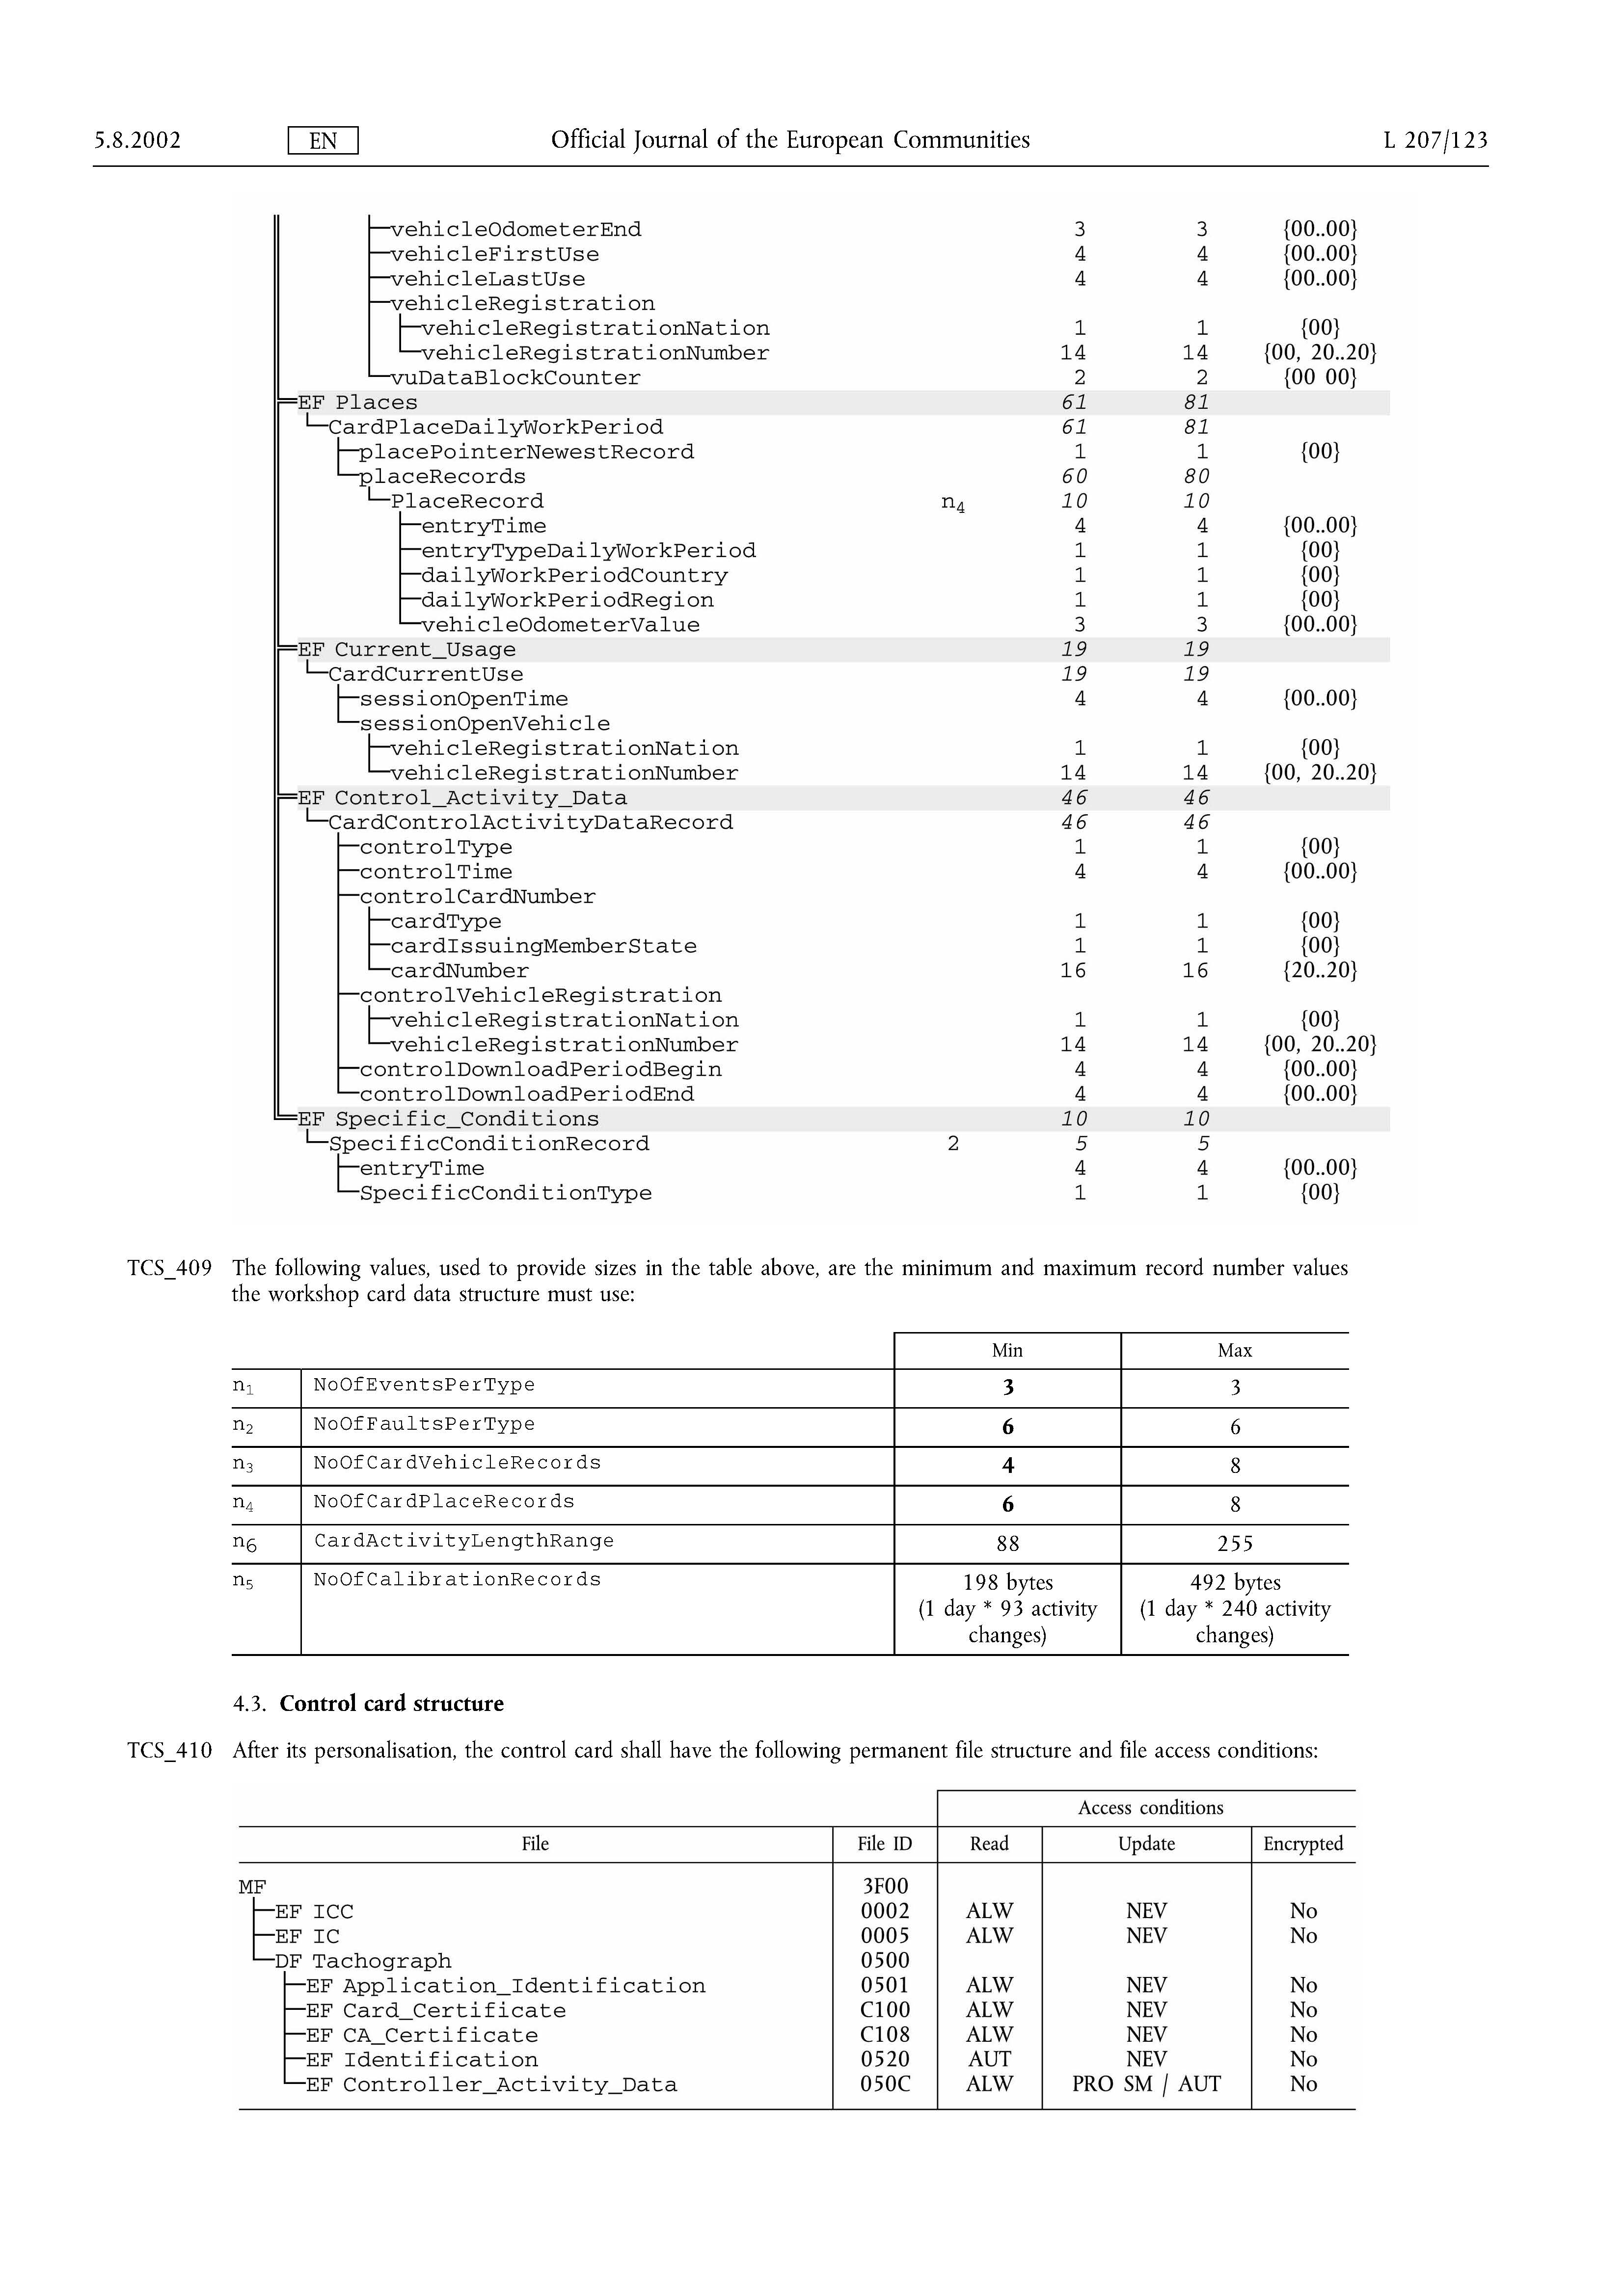 5.8.2002 EN Official Journal of the European Communities L 207/123
vehicleOdometerEnd 3 3 {00..00}
vehicleFirstUse 4 4 {00..00}
vehicleLastUse 4 4 {00..00}
vehicleRegistration
vehicleRegistrationNation 1 1 {00}
vehicleRegistrationNumber 14 14 {00, 20..20}
vuDataBlockCounter 2 2 {00 00}
EF Places 61 81
CardPlaceDailyWorkPeriod 61 81
placePointerNewestRecord 1 1 {00}
placeRecords 60 80
PlaceRecord n4 10 10
entryTime 4 4 {00..00}
entryTypeDailyWorkPeriod 1 1 {00}
dailyWorkPeriodCountry 1 1 {00}
dailyWorkPeriodRegion 1 1 {00}
vehicleOdometerValue 3 3 {00..00}
EF Current_Usage 19 19
CardCurrentUse 19 19
sessionOpenTime 4 4 {00..00}
sessionOpenVehicle
vehicleRegistrationNation 1 1 {00}
vehicleRegistrationNumber 14 14 {00, 20..20}
EF Control_Activity_Data 46 46
CardControlActivityDataRecord 46 46
controlType 1 1 {00}
controlTime 4 4 {00..00}
controlCardNumber
cardType 1 1 {00}
cardIssuingMemberState 1 1 {00}
cardNumber 16 16 {20..20}
controlVehicleRegistration
vehicleRegistrationNation 1 1 {00}
vehicleRegistrationNumber 14 14 {00, 20..20}
controlDownloadPeriodBegin 4 4 {00..00}
controlDownloadPeriodEnd 4 4 {00..00}
EF Specific_Conditions 10 10
SpecificConditionRecord 2 5 5
entryTime 4 4 {00..00}
SpecificConditionType 1 1 {00}
TCS_409 The following values, used to provide sizes in the table above, are the minimum and maximum record number values
the workshop card data structure must use:
Min Max
n1 NoOfEventsPerType 3 3
n2 NoOfFaultsPerType 6 6
n3 NoOfCardVehicleRecords 4 8
n4 NoOfCardPlaceRecords 6 8
n6 CardActivityLengthRange 88 255
n5 NoOfCalibrationRecords 198 bytes 492 bytes
(1 day * 93 activity (1 day * 240 activity
changes) changes)
4.3. Control card structure
TCS_410 After its personalisation, the control card shall have the following permanent file structure and file access conditions:
Access conditions
File File ID Read Update Encrypted
MF 3F00
EF ICC 0002 ALW NEV No
EF IC 0005 ALW NEV No
DF Tachograph 0500
EF Application_Identification 0501 ALW NEV No
EF Card_Certificate C100 ALW NEV No
EF CA_Certificate C108 ALW NEV No
EF Identification 0520 AUT NEV No
EF Controller_Activity_Data 050C ALW PRO SM / AUT No